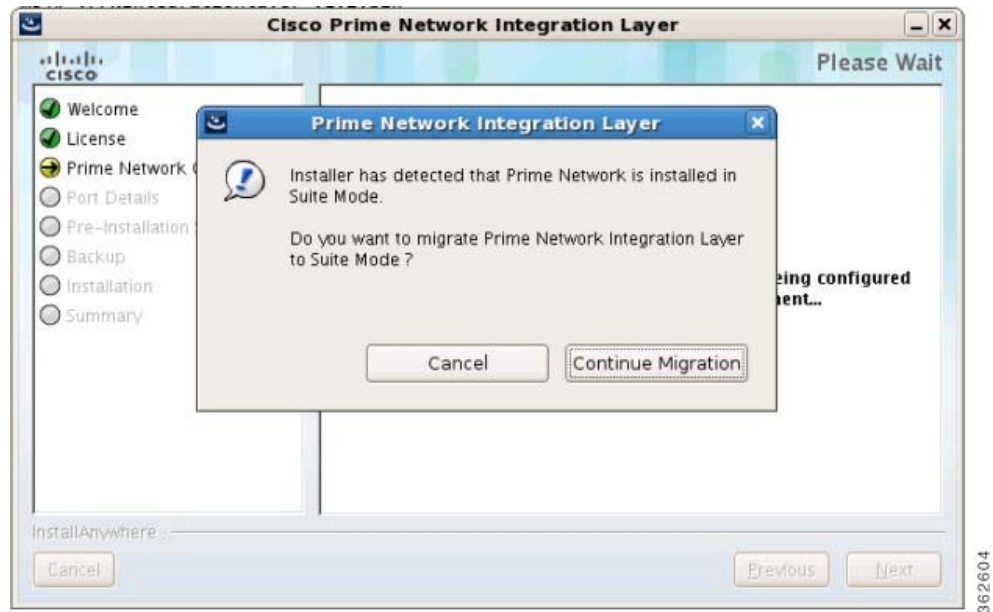 Cisco Prime Network Integration Layer
CISCO
Please Wait
Welcome
License
Prime Network
Port Details
Pre-Installation
Backup
Installation
Summary
Prime Network Integration Layer
Installer has detected that Prime Network is installed in
Suite Mode.
Do you want to migrate Prime Network Integration Layer
to Suite Mode ?
Cancel
Continue Migration
eing configured
ent...
InstallAnywhere
Cancel
Previous
Next
362604